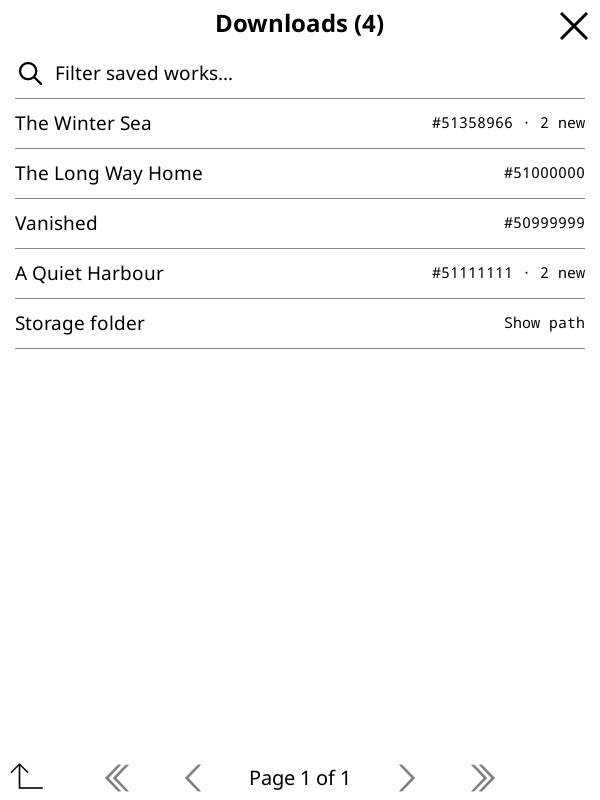 Downloads (4)
Filter saved works...
The Winter Sea #51358966 · 2 new
The Long Way Home #51000000
Vanished #50999999
A Quiet Harbour #51111111 · 2 new
Storage folder Show path
Page 1 of 1